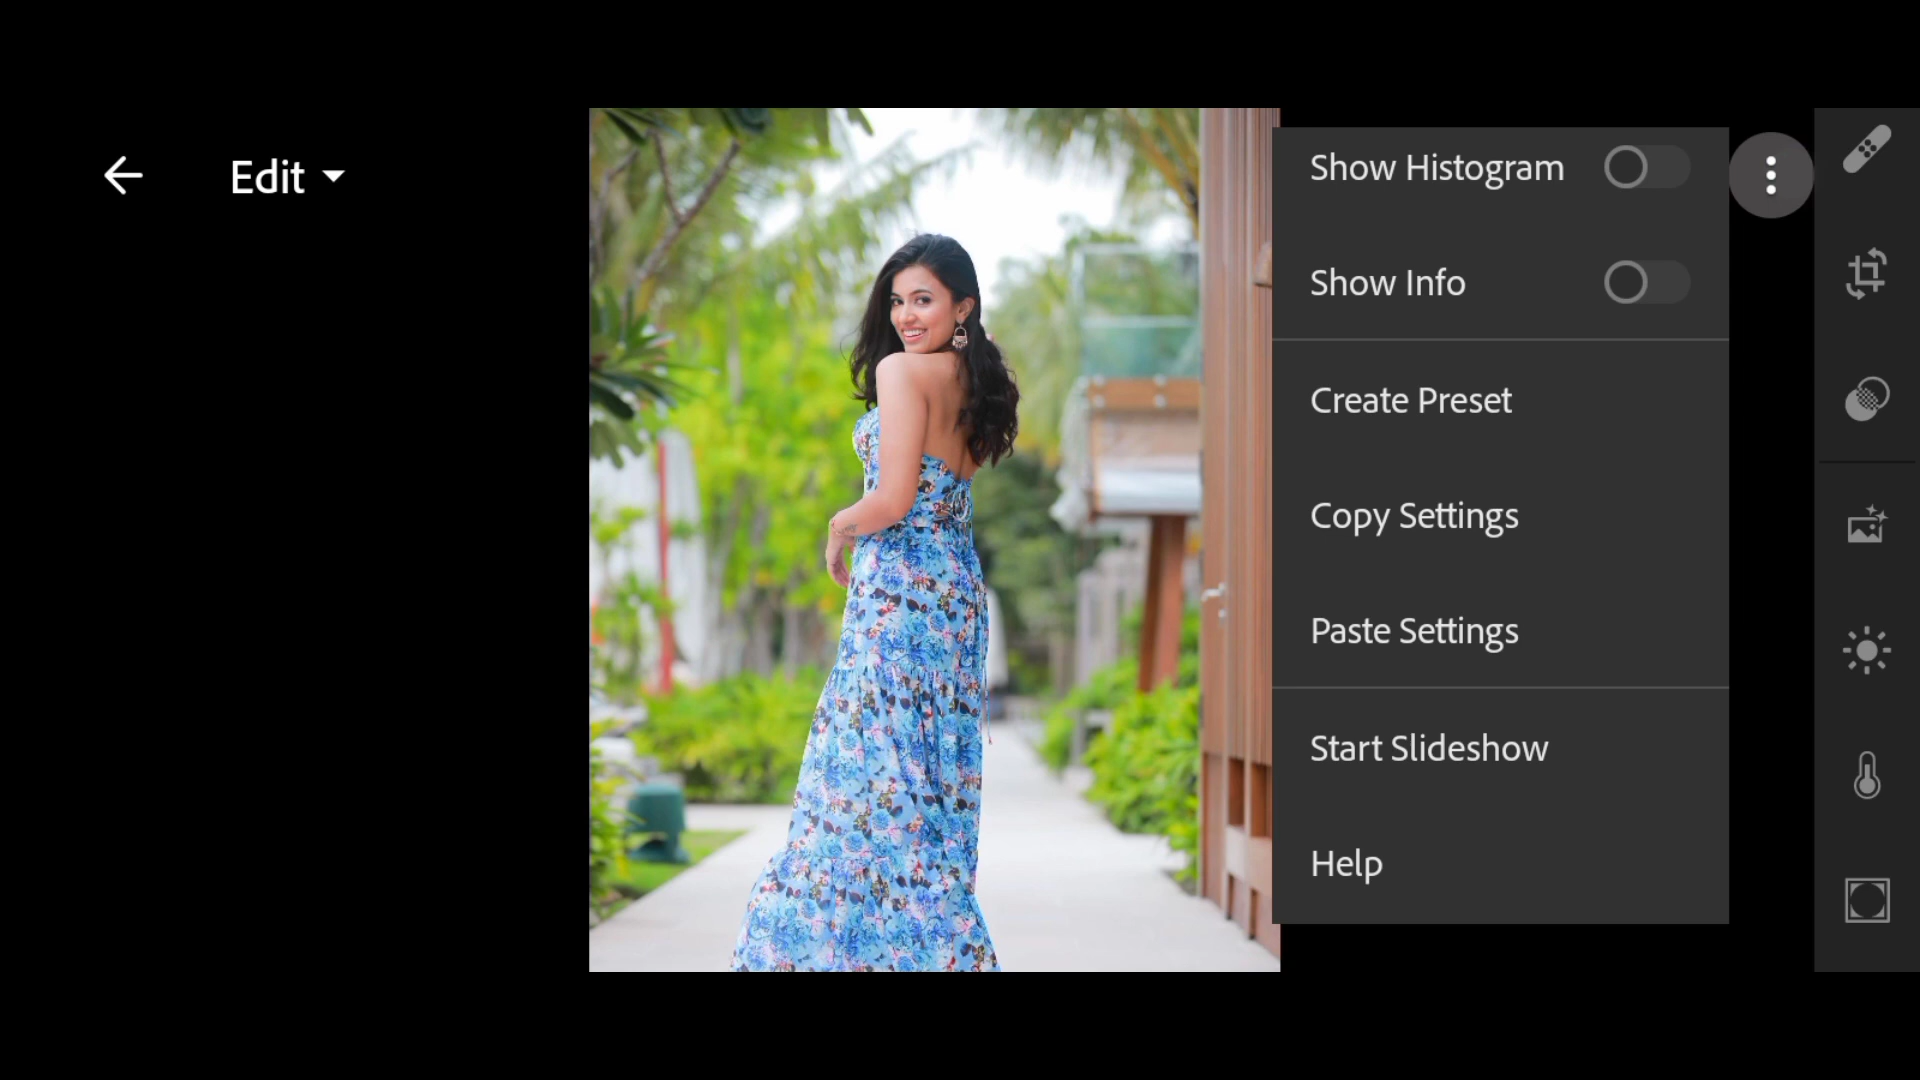 Edit
Show Histogram
Show Info
Create Preset
Copy Settings
Paste Settings
Start Slideshow
Help